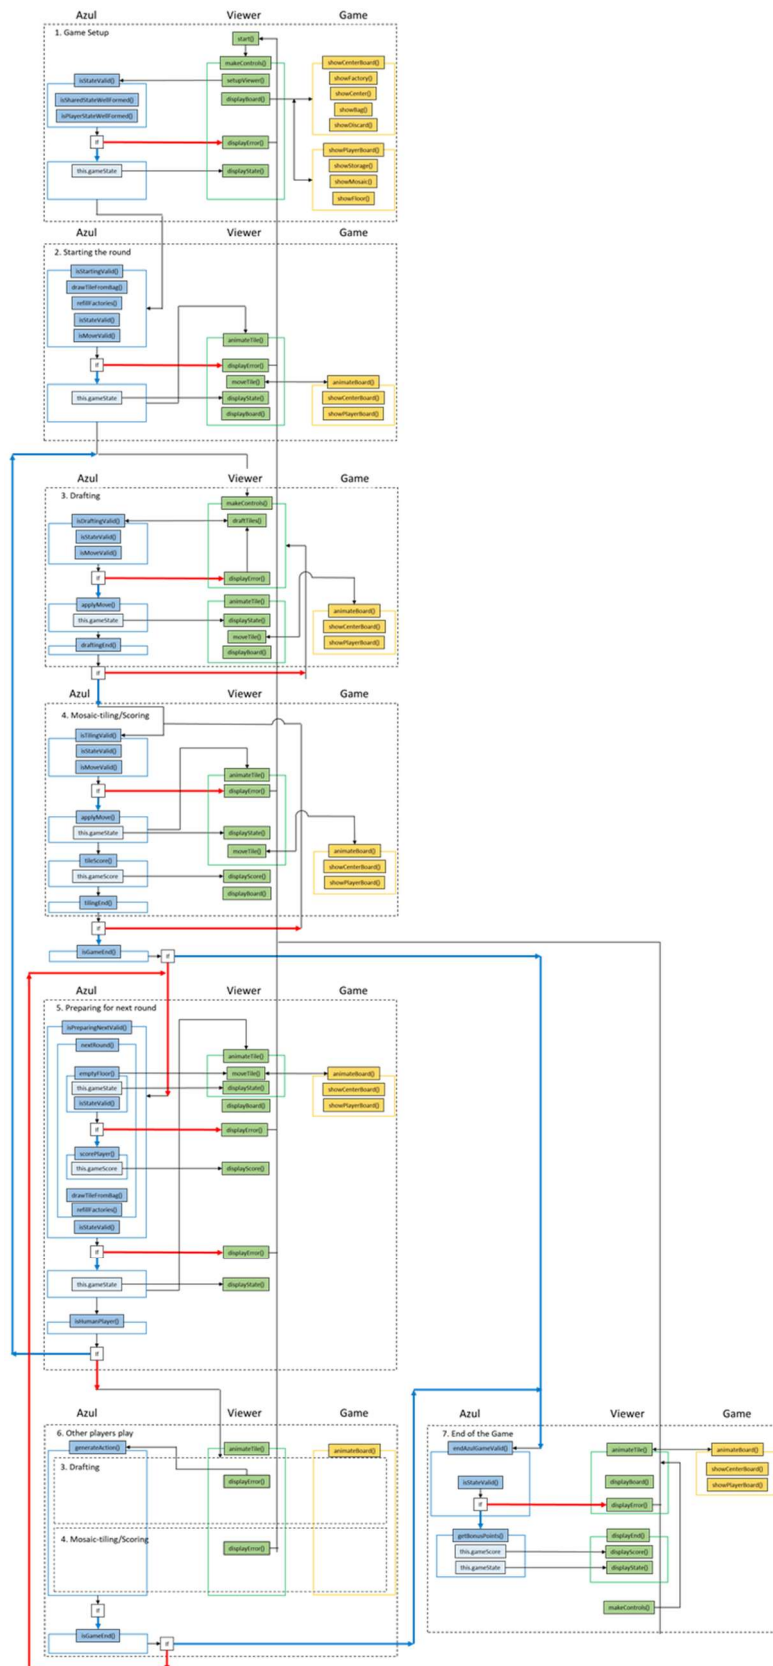 Azul Viewer Game
1. Game Setup
start()
makeControls() showCenterBoard()
isStateValid() setupViewer() showFactory()
isSharedStateWellFormed() displayBoard() showCenter()
isPlayerStateWellFormed() showBag()
showDiscard()
If displayError() showPlayerBoard()
showStorage()
this.gameState displayState() showMosaic()
showFloor()
Azul Viewer Game
2. Starting the round
isStartingValid()
drawTileFromBag()
refillFactories()
isStateValid()
isMoveValid() animateTile()
If displayError()
moveTile() animateBoard()
this.gameState displayState() showCenterBoard()
displayBoard() showPlayerBoard()
Azul Viewer Game
3. Drafting
makeControls()
isDraftingValid() draftTiles()
isStateValid()
isMoveValid()
If displayError()
applyMove() animateTile() animateBoard()
this.gameState displayState() showCenterBoard()
draftingEnd() moveTile() showPlayerBoard()
displayBoard()
If
Azul Viewer Game
4. Mosaic-tiling/Scoring
isTilingValid()
isStateValid()
isMoveValid() animateTile()
If displayError()
applyMove()
this.gameState displayState()
tileScore() moveTile() animateBoard()
this.gameScore displayScore() showCenterBoard()
displayBoard() showPlayerBoard()
tilingEnd()
If
isGameEnd() If
Azul Viewer Game
5. Preparing for next round
isPreparingNextValid()
nextRound()
animateTile()
emptyFloor() moveTile() animateBoard()
this.gameState displayState() showCenterBoard()
isStateValid() displayBoard() showPlayerBoard()
If displayError()
scorePlayer()
this.gameScore displayScore()
drawTileFromBag()
refillFactories()
isStateValid()
If displayError()
this.gameState displayState()
isHumanPlayer()
If
Azul Viewer Game
6. Other players play
generateAction() animateTile() animateBoard()
3. Drafting
displayError()
4. Mosaic-tiling/Scoring
displayError()
If
isGameEnd() If
Azul Viewer Game
7. End of the Game
endAzulGameValid() animateTile() animateBoard()
showCenterBoard()
isStateValid() displayBoard() showPlayerBoard()
If displayError()
getBonusPoints() displayEnd()
this.gameScore displayScore()
this.gameState displayState()
makeControls()